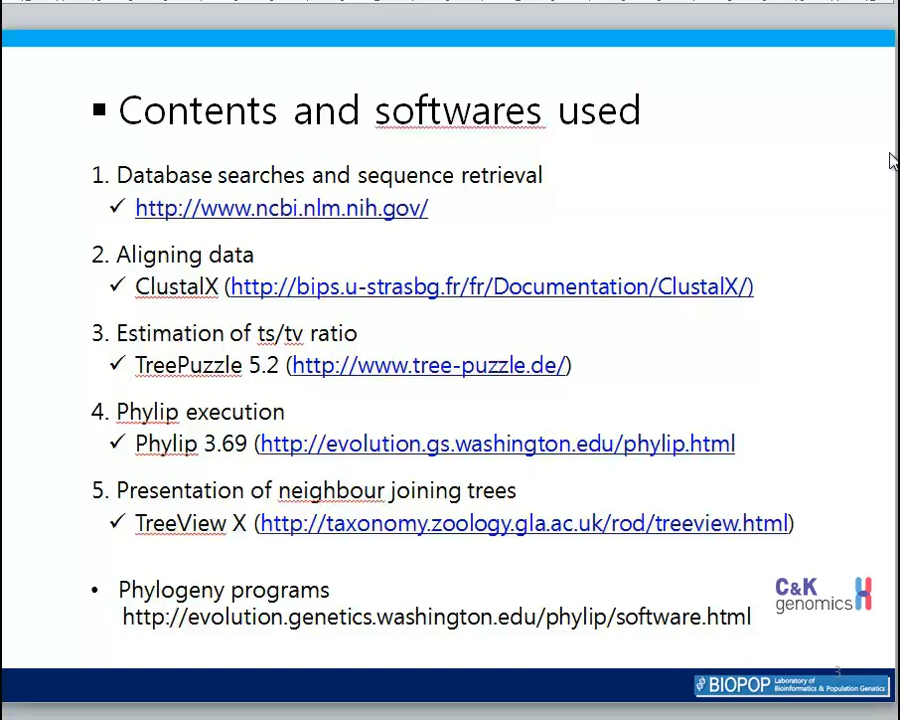 ▪ Contents and softwares used
1. Database searches and sequence retrieval
✓ http://www.ncbi.nlm.nih.gov/
2. Aligning data
✓ ClustalX (http://bips.u-strasbg.fr/fr/Documentation/ClustalX/)
3. Estimation of ts/tv ratio
✓ TreePuzzle 5.2 (http://www.tree-puzzle.de/)
4. Phylip execution
✓ Phylip 3.69 (http://evolution.gs.washington.edu/phylip.html
5. Presentation of neighbour joining trees
✓ TreeView X (http://taxonomy.zoology.gla.ac.uk/rod/treeview.html)
• Phylogeny programs
http://evolution.genetics.washington.edu/phylip/software.html
C&K
genomics
3
BIOPOP Laboratory of
Bioinformatics & Population Genetics